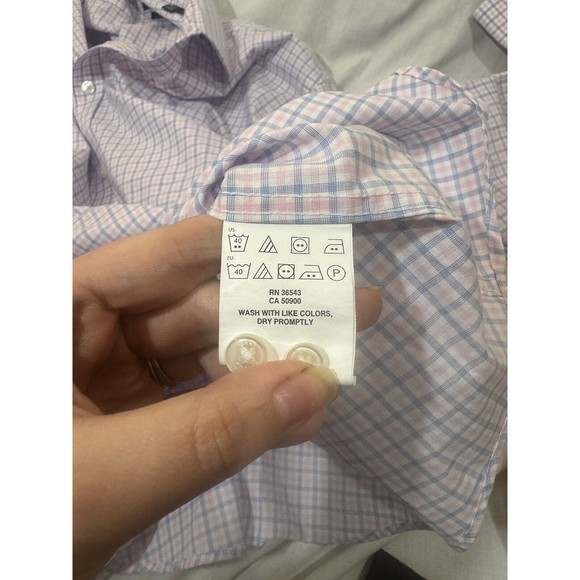 US:
40
EU:
40 P
RN 36543
CA 50900
WASH WITH LIKE COLORS,
DRY PROMPTLY